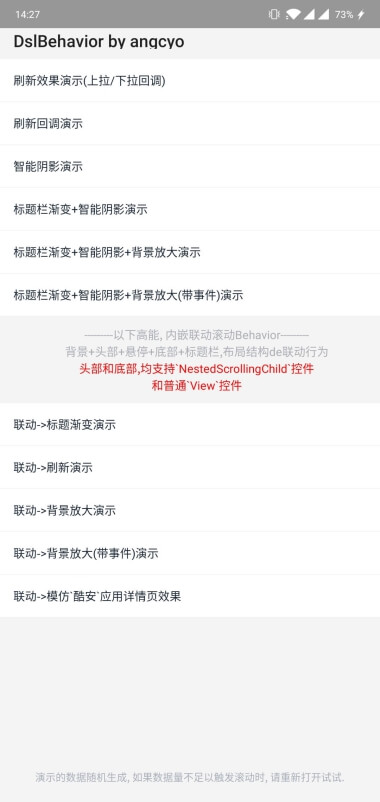 14:27
73%
DslBehavior by angcyo
刷新效果演示(上拉/下拉回调)
刷新回调演示
智能阴影演示
标题栏渐变+智能阴影演示
标题栏渐变+智能阴影+背景放大演示
标题栏渐变+智能阴影+背景放大(带事件)演示
———以下高能, 内嵌联动滚动Behavior———
背景+头部+悬停+底部+标题栏,布局结构de联动行为
头部和底部,均支持`NestedScrollingChild`控件
和普通`View`控件
联动->标题渐变演示
联动->刷新演示
联动->背景放大演示
联动->背景放大(带事件)演示
联动->模仿`酷安`应用详情页效果
演示的数据随机生成, 如果数据量不足以触发滚动时, 请重新打开试试.